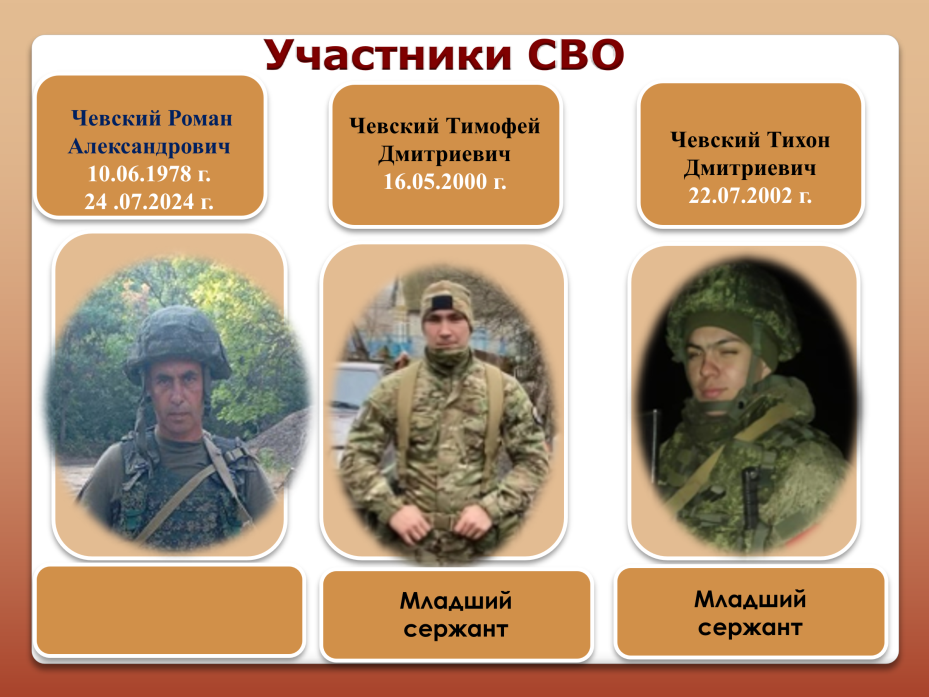 Участники СВО
Чевский Роман
Александрович
10.06.1978 г.
24 .07.2024 г.
Чевский Тимофей
Дмитриевич
16.05.2000 г.
Чевский Тихон
Дмитриевич
22.07.2002 г.
Младший
сержант
Младший
сержант